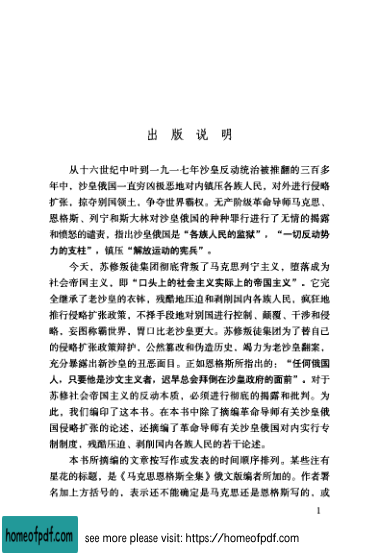 出 版 说 明
从十六世纪中叶到一九一七年沙皇反动统治被推翻的三百多
年中，沙皇俄国一直穷凶极恶地对内镇压各族人民，对外进行侵略
扩张，掠夺别国领土，争夺世界霸权。无产阶级革命导师马克思、
恩格斯、列宁和斯大林对沙皇俄国的种种罪行进行了无情的揭露
和愤怒的谴责，指出沙皇俄国是“各族人民的监狱”，“一切反动势
力的支柱”，镇压“解放运动的宪兵”。
今天，苏修叛徒集团彻底背叛了马克思列宁主义，堕落成为
社会帝国主义，即“口头上的社会主义实际上的帝国主义”。它完
全继承了老沙皇的衣钵，残酷地压迫和剥削国内各族人民，疯狂地
推行侵略扩张政策，不择手段地对别国进行控制、颠覆、干涉和侵
略，妄图称霸世界，胃口比老沙皇更大。苏修叛徒集团为了替自己
的侵略扩张政策辩护，公然篡改和伪造历史，竭力为老沙皇翻案，
充分暴露出新沙皇的丑恶面目。正如恩格斯所指出的：“任何俄国
人，只要他是沙文主义者，迟早总会拜倒在沙皇政府的面前”。对于
苏修社会帝国主义的反动本质，必须进行彻底的揭露和批判。为
此，我们编印了这本书。在本书中除了摘编革命导师有关沙皇俄
国侵略扩张的论述，还摘编了革命导师有关沙皇俄国对内实行专
制制度，残酷压迫、剥削国内各族人民的若干论述。
本书所摘编的文章按写作或发表的时间顺序排列。某些注有
星花的标题，是《马克思恩格斯全集》俄文版编者所加的。作者署
名加上方括号的，表示还不能确定是马克思还是恩格斯写的，或
1
homeofpdf.com
see more please visit: https://homeofpdf.com